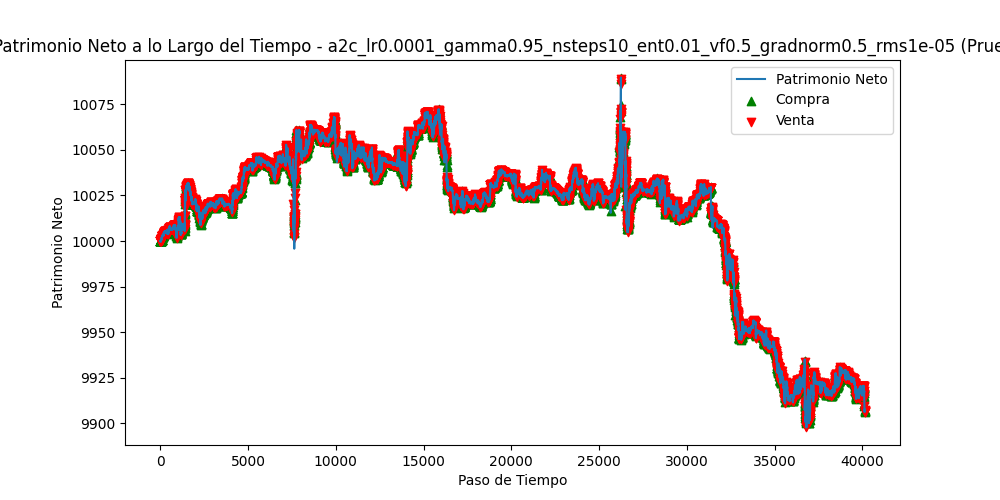 Patrimonio Neto a lo Largo del Tiempo - a2c_lr0.0001_gamma0.95_nsteps10_ent0.01_vf0.5_gradnorm0.5_rms1e-05 (Prue
Patrimonio Neto
Compra
Venta
10075
10050
10025
10000
9975
9950
9925
9900
Patrimonio Neto
0 5000 10000 15000 20000 25000 30000 35000 40000
Paso de Tiempo